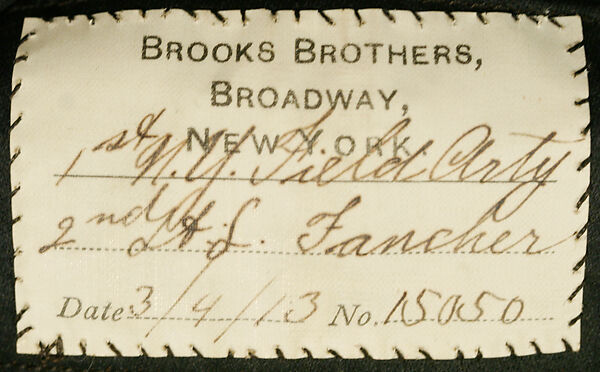 BROOKS BROTHERS,
BROADWAY,
NEW YORK.
1st N.Y. Field Arty
2nd Lt L. Fancher
Date 3/4/13 No. 15050